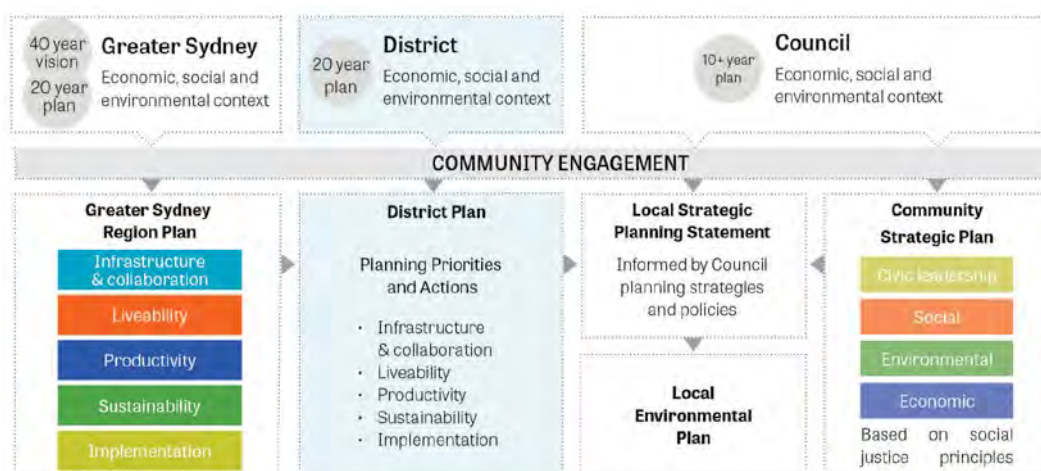 40 year
vision
20 year
plan
Greater Sydney
Economic, social and
environmental context
20 year
plan
District
Economic, social and
environmental context
10+ year
plan
Council
Economic, social and
environmental context
COMMUNITY ENGAGEMENT
Greater Sydney
Region Plan
Infrastructure
& collaboration
Liveability
Productivity
Sustainability
Implementation
District Plan
Planning Priorities
and Actions
· Infrastructure
& collaboration
· Liveability
· Productivity
· Sustainability
· Implementation
Local Strategic
Planning Statement
Informed by Council
planning strategies
and policies
Local
Environmental
Plan
Community
Strategic Plan
Civic leadership
Social
Environmental
Economic
Based on social
justice principles